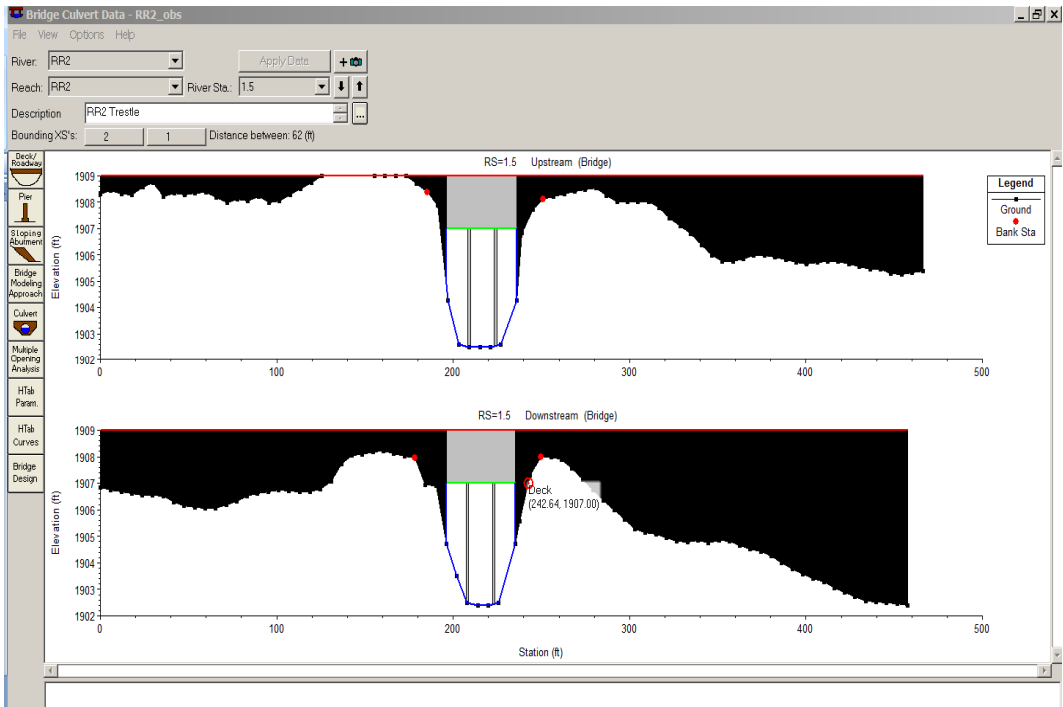 Bridge Culvert Data - RR2_obs
File View Options Help
River: RR2 Apply Data +
Reach: RR2 River Sta.: 1.5
Description RR2 Trestle ...
Bounding XS's: 2 1 Distance between: 62 (ft)
Deck/
Roadway
Pier
Sloping
Abutment
Bridge
Modeling
Approach
Culvert
Multiple
Opening
Analysis
HTab
Param.
HTab
Curves
Bridge
Design
RS=1.5 Upstream (Bridge)
1909
1908
1907
1906
1905
1904
1903
1902
Elevation (ft)
0 100 200 300 400 500
Legend
Ground
Bank Sta
RS=1.5 Downstream (Bridge)
1909
1908
1907
1906
1905
1904
1903
1902
Elevation (ft)
Deck
(242.64, 1907.00)
0 100 200 300 400 500
Station (ft)